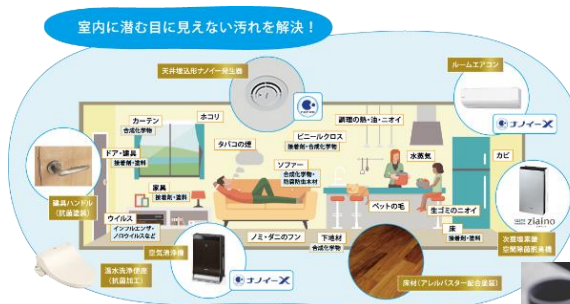 室内に潜む目に見えない汚れを解決！
天井埋込形ナノイー発生器
ルームエアコン
ナノイーX
カーテン
合成化学物
ホコリ
調理の熱・油・ニオイ
ビニールクロス
接着剤・合成化学物
タバコの煙
ドア・建具
接着剤・塗料
水蒸気
カビ
ソファー
合成化学物・
防腐防虫木材
家具
接着剤・塗料
建具ハンドル
（抗菌塗装）
ペットの毛
生ゴミのニオイ
ziaino
ウイルス
インフルエンザ・
ノロウイルスなど
床
接着剤・塗料
次亜塩素酸
空間除菌脱臭機
空気清浄機
ノミ・ダニのフン
下地材
合成化学物
温水洗浄便座
（抗菌加工）
ナノイーX
床材（アレルバスター配合塗装）